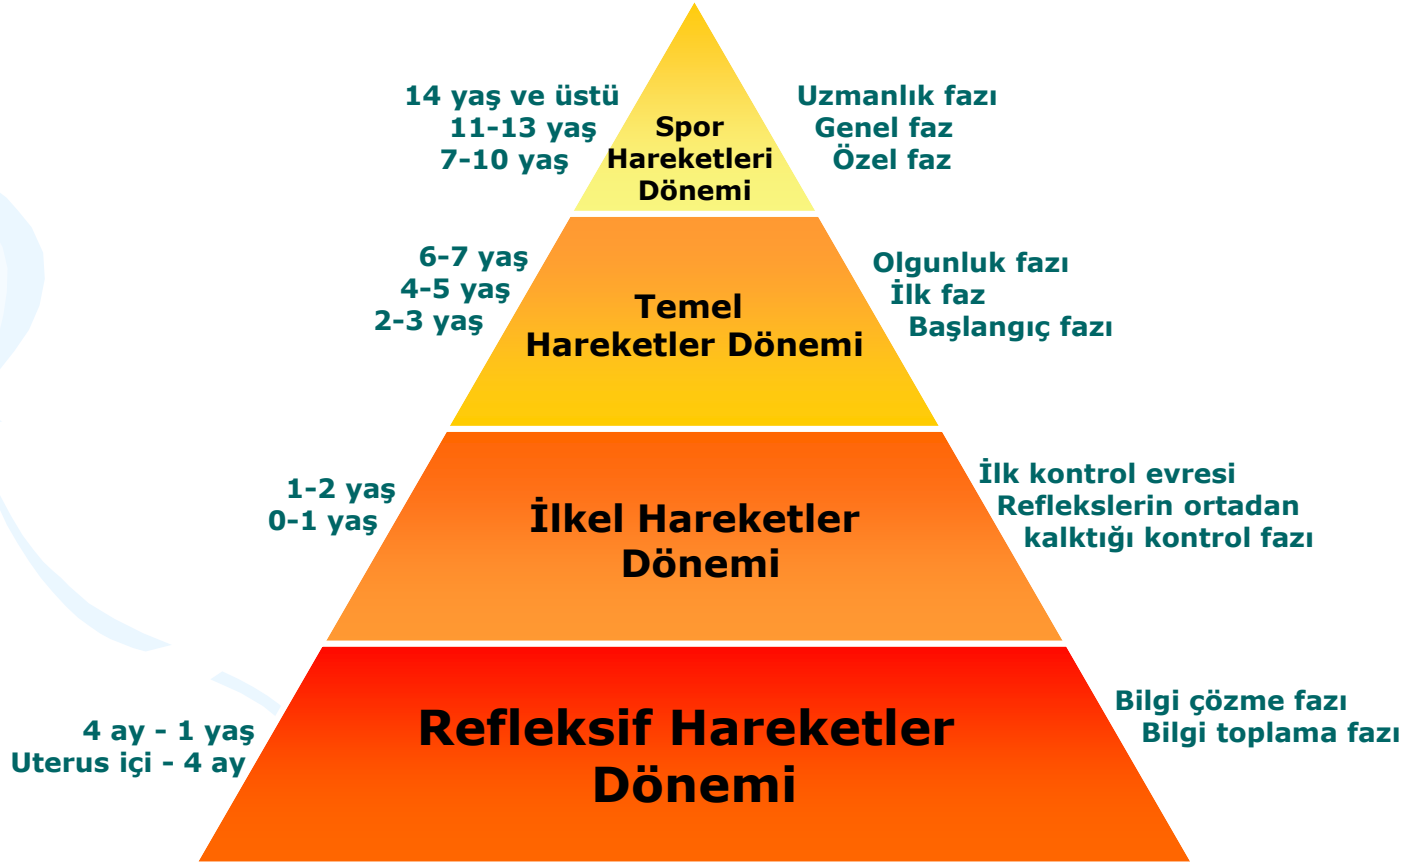 14 yaş ve üstü
11-13 yaş
7-10 yaş
Spor
Hareketleri
Dönemi
Uzmanlık fazı
Genel faz
Özel faz
6-7 yaş
4-5 yaş
2-3 yaş
Temel
Hareketler Dönemi
Olgunluk fazı
İlk faz
Başlangıç fazı
1-2 yaş
0-1 yaş
İlkel Hareketler
Dönemi
İlk kontrol evresi
Reflekslerin ortadan
kalktığı kontrol fazı
4 ay - 1 yaş
Uterus içi - 4 ay
Refleksif Hareketler
Dönemi
Bilgi çözme fazı
Bilgi toplama fazı